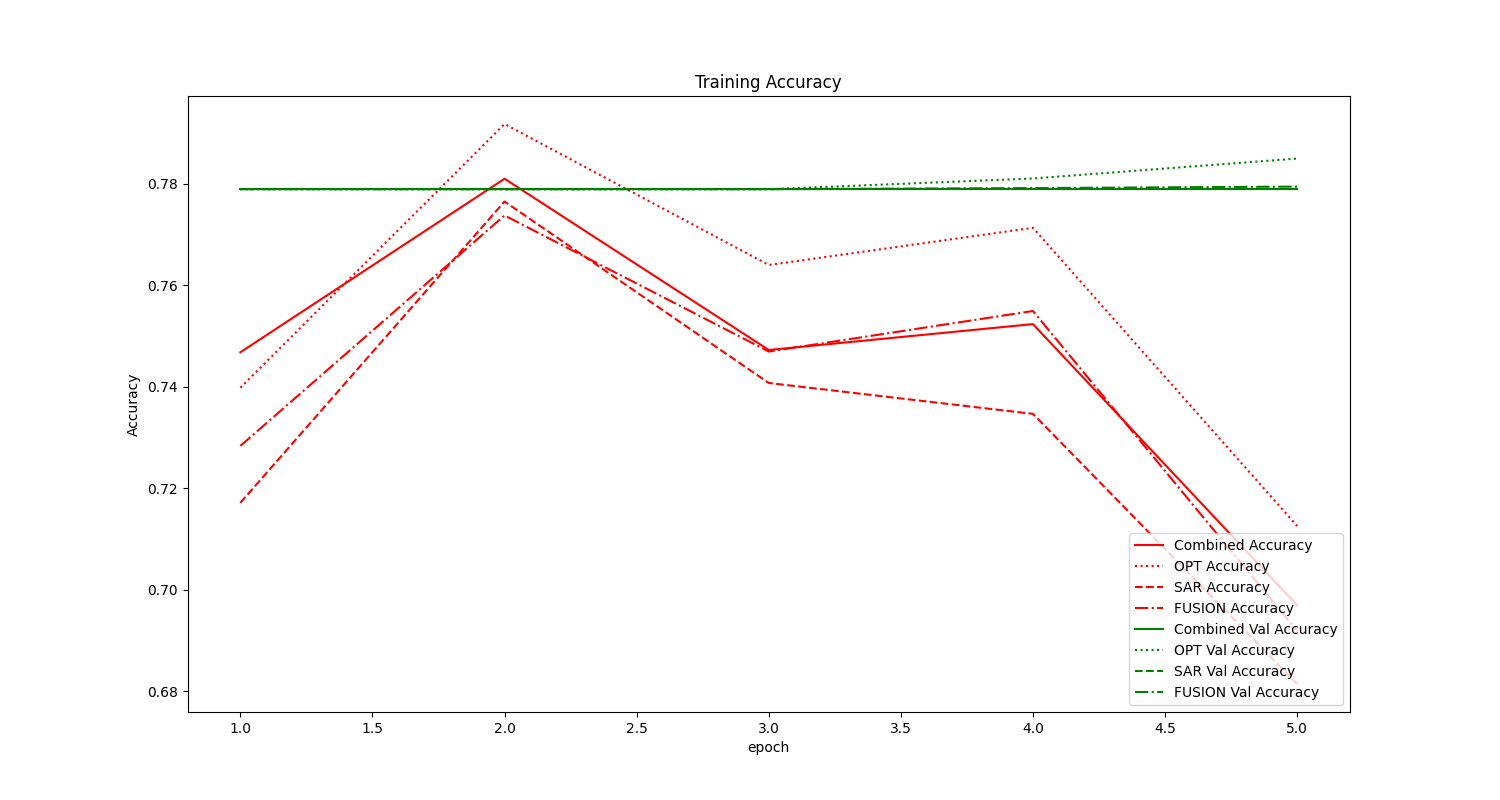 Training Accuracy
Accuracy
0.78
0.76
0.74
0.72
0.70
0.68
Combined Accuracy
OPT Accuracy
SAR Accuracy
FUSION Accuracy
Combined Val Accuracy
OPT Val Accuracy
SAR Val Accuracy
FUSION Val Accuracy
1.0 1.5 2.0 2.5 3.0 3.5 4.0 4.5 5.0
epoch